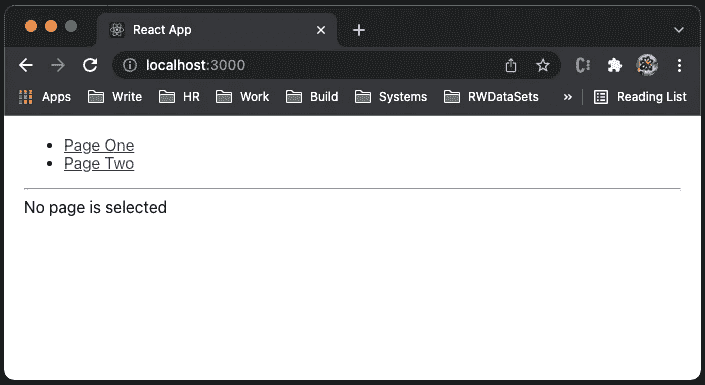 React App
localhost:3000
Apps Write HR Work Build Systems RWDataSets » Reading List
Page One
Page Two
No page is selected